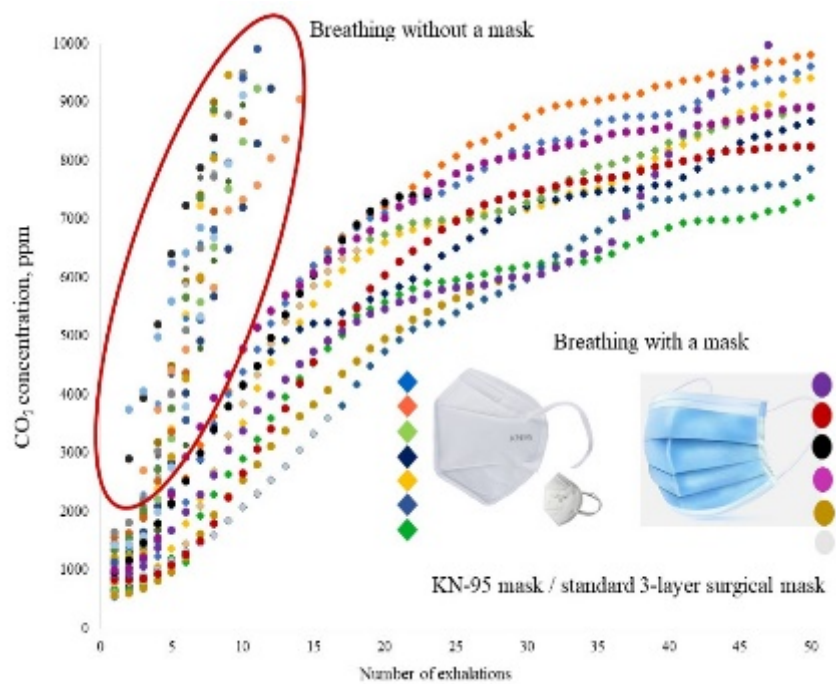 Breathing without a mask
10000
9000
8000
7000
6000
5000
4000
3000
2000
1000
0
CO₂ concentration, ppm
Breathing with a mask
KN95
KN-95 mask / standard 3-layer surgical mask
0 5 10 15 20 25 30 35 40 45 50
Number of exhalations